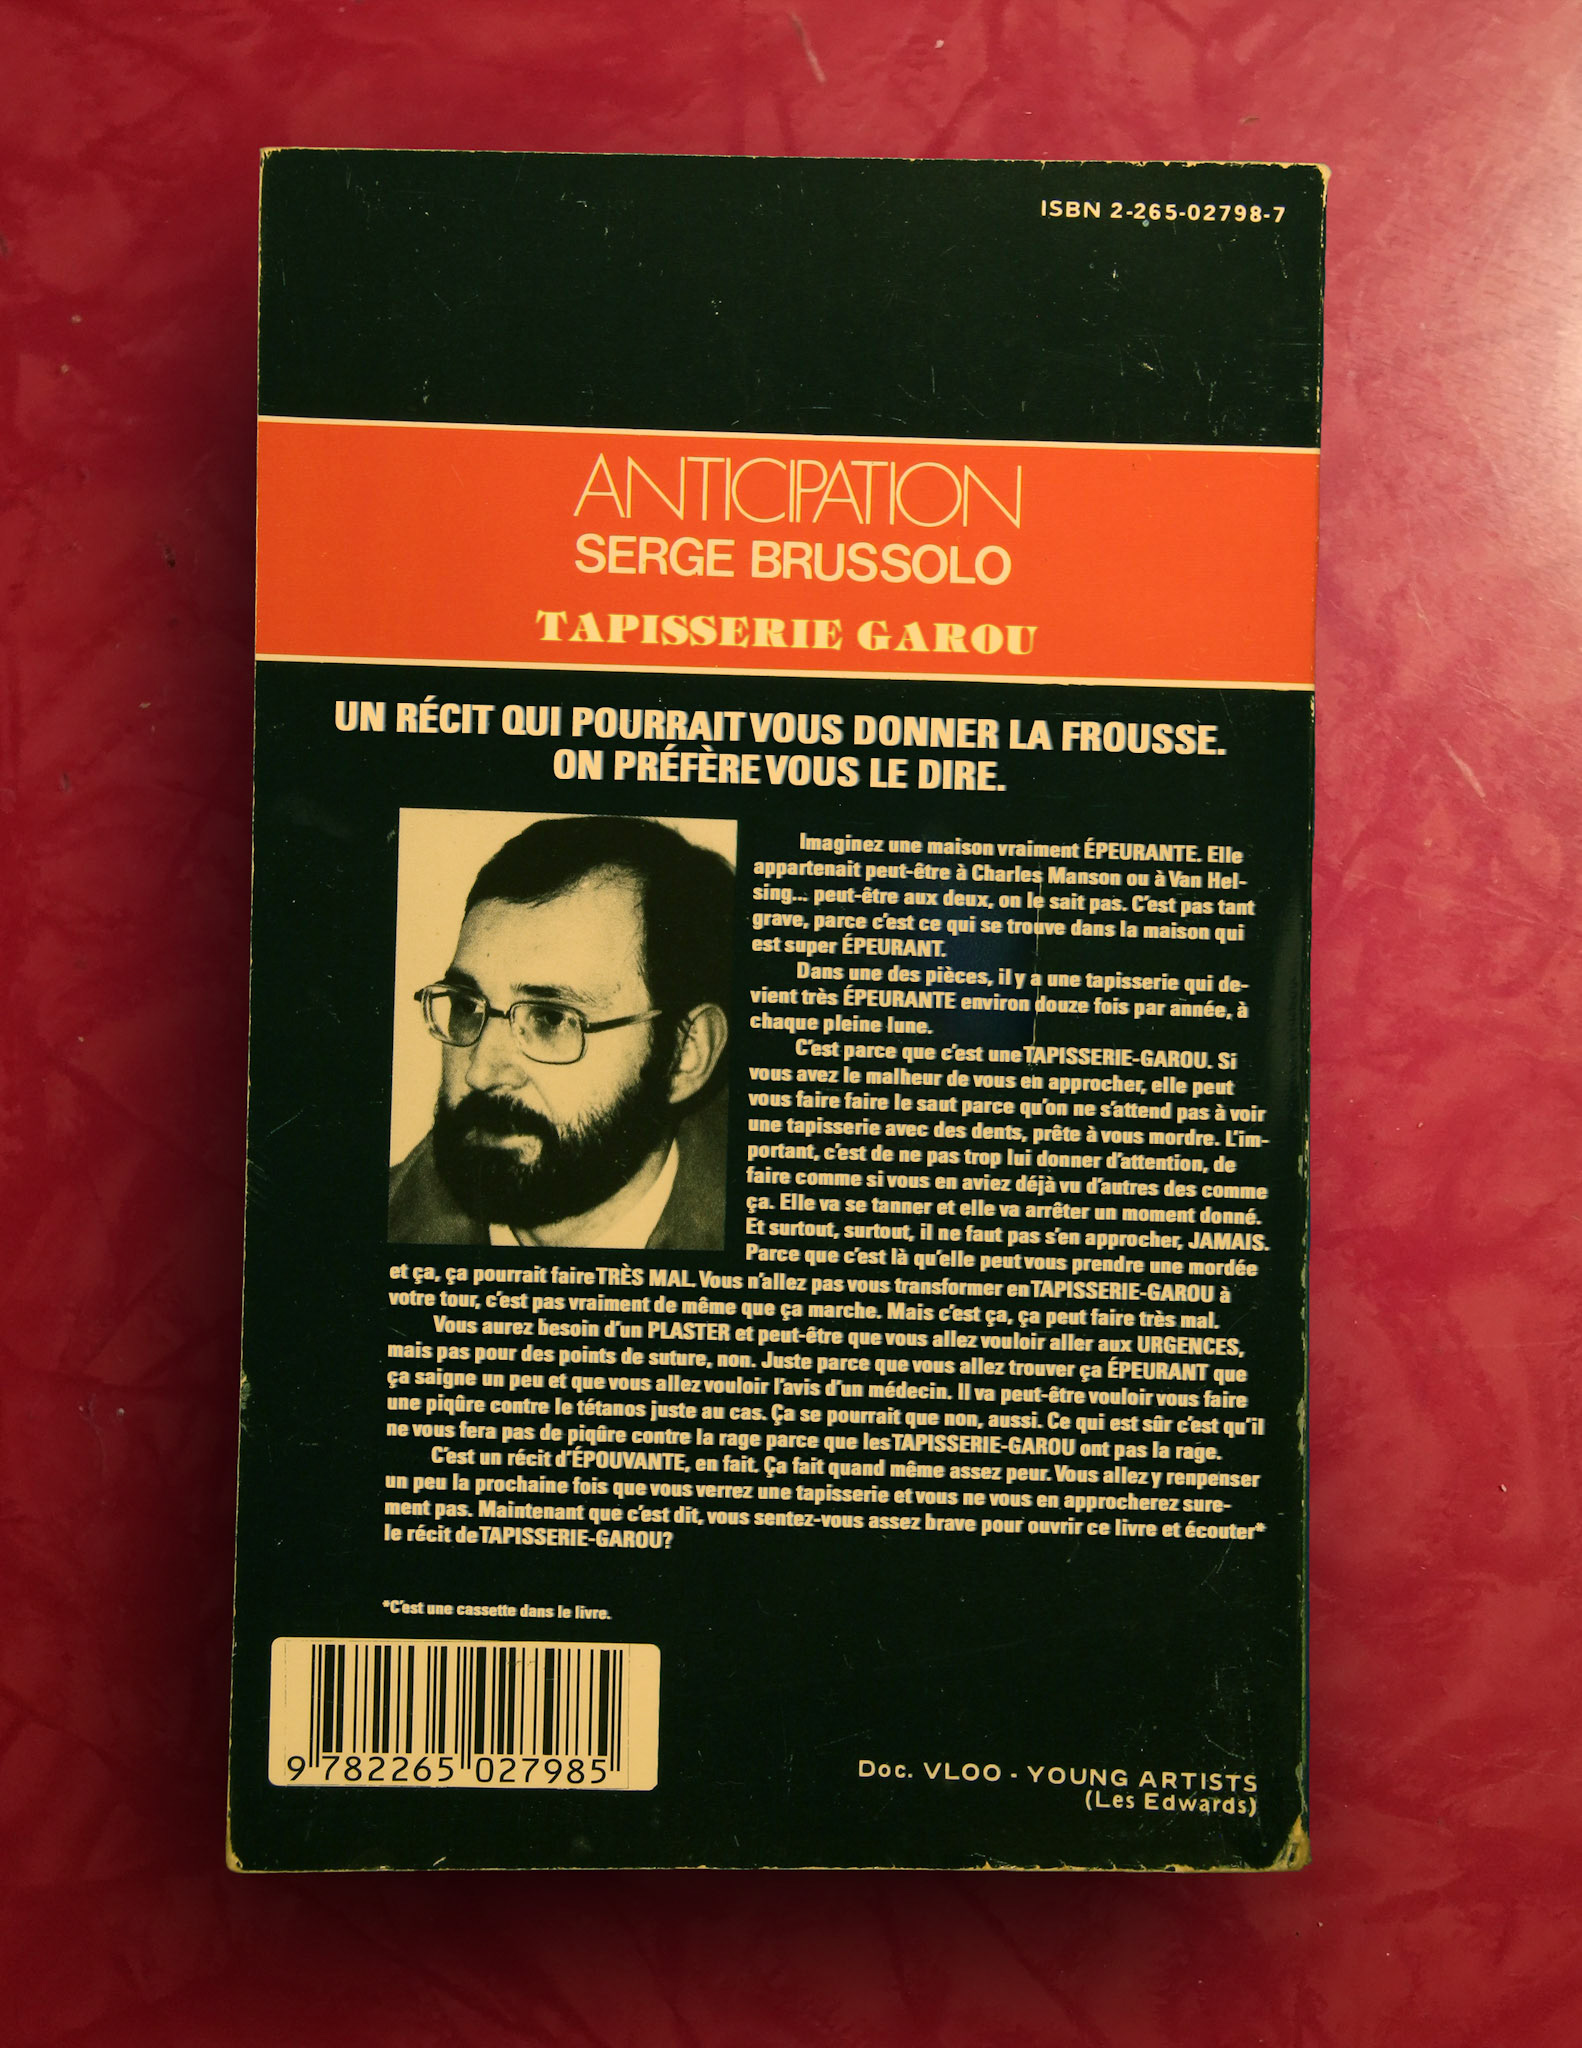 ISBN 2-265-02798-7
ANTICIPATION
SERGE BRUSSOLO
TAPISSERIE GAROU
UN RÉCIT QUI POURRAIT VOUS DONNER LA FROUSSE.
ON PRÉFÈRE VOUS LE DIRE.
Imaginez une maison vraiment ÉPEURANTE. Elle
appartenait peut-être à Charles Manson ou à Van Hel-
sing... peut-être aux deux, on le sait pas. C'est pas tant
grave, parce c'est ce qui se trouve dans la maison qui
est super ÉPEURANT.
Dans une des pièces, il y a une tapisserie qui de-
vient très ÉPEURANTE environ douze fois par année, à
chaque pleine lune.
C'est parce que c'est une TAPISSERIE-GAROU. Si
vous avez le malheur de vous en approcher, elle peut
vous faire faire le saut parce qu'on ne s'attend pas à voir
une tapisserie avec des dents, prête à vous mordre. L'im-
portant, c'est de ne pas trop lui donner d'attention, de
faire comme si vous en aviez déjà vu d'autres des comme
ça. Elle va se tanner et elle va arrêter un moment donné.
Et surtout, surtout, il ne faut pas s'en approcher, JAMAIS.
Parce que c'est là qu'elle peut vous prendre une mordée
et ça, ça pourrait faire TRÈS MAL. Vous n'allez pas vous transformer en TAPISSERIE-GAROU à
votre tour, c'est pas vraiment de même que ça marche. Mais c'est ça, ça peut faire très mal.
Vous aurez besoin d'un PLASTER et peut-être que vous allez vouloir aller aux URGENCES,
mais pas pour des points de suture, non. Juste parce que vous allez trouver ça ÉPEURANT que
ça saigne un peu et que vous allez vouloir l'avis d'un médecin. Il va peut-être vouloir vous faire
une piqûre contre le tétanos juste au cas. Ça se pourrait que non, aussi. Ce qui est sûr c'est qu'il
ne vous fera pas de piqûre contre la rage parce que les TAPISSERIE-GAROU ont pas la rage.
C'est un récit d'ÉPOUVANTE, en fait. Ça fait quand même assez peur. Vous allez y renpenser
un peu la prochaine fois que vous verrez une tapisserie et vous ne vous en approcherez sure-
ment pas. Maintenant que c'est dit, vous sentez-vous assez brave pour ouvrir ce livre et écouter*
le récit de TAPISSERIE-GAROU?
*C'est une cassette dans le livre.
9 782265 027985
Doc. VLOO - YOUNG ARTISTS
(Les Edwards)